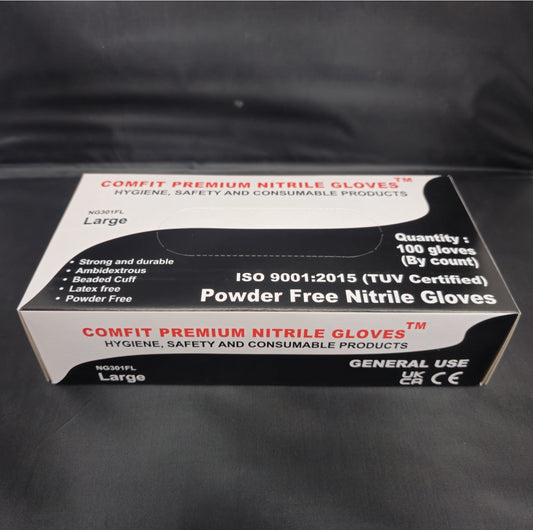 COMFIT PREMIUM NITRILE GLOVES™
HYGIENE, SAFETY AND CONSUMABLE PRODUCTS
NG301FL
Large
Quantity :
100 gloves
(By count)
• Strong and durable
• Ambidextrous
• Beaded Cuff
• Latex free
• Powder Free
ISO 9001:2015 (TUV Certified)
Powder Free Nitrile Gloves
COMFIT PREMIUM NITRILE GLOVES™
HYGIENE, SAFETY AND CONSUMABLE PRODUCTS
NG301FL
Large
GENERAL USE
UK
CA CE